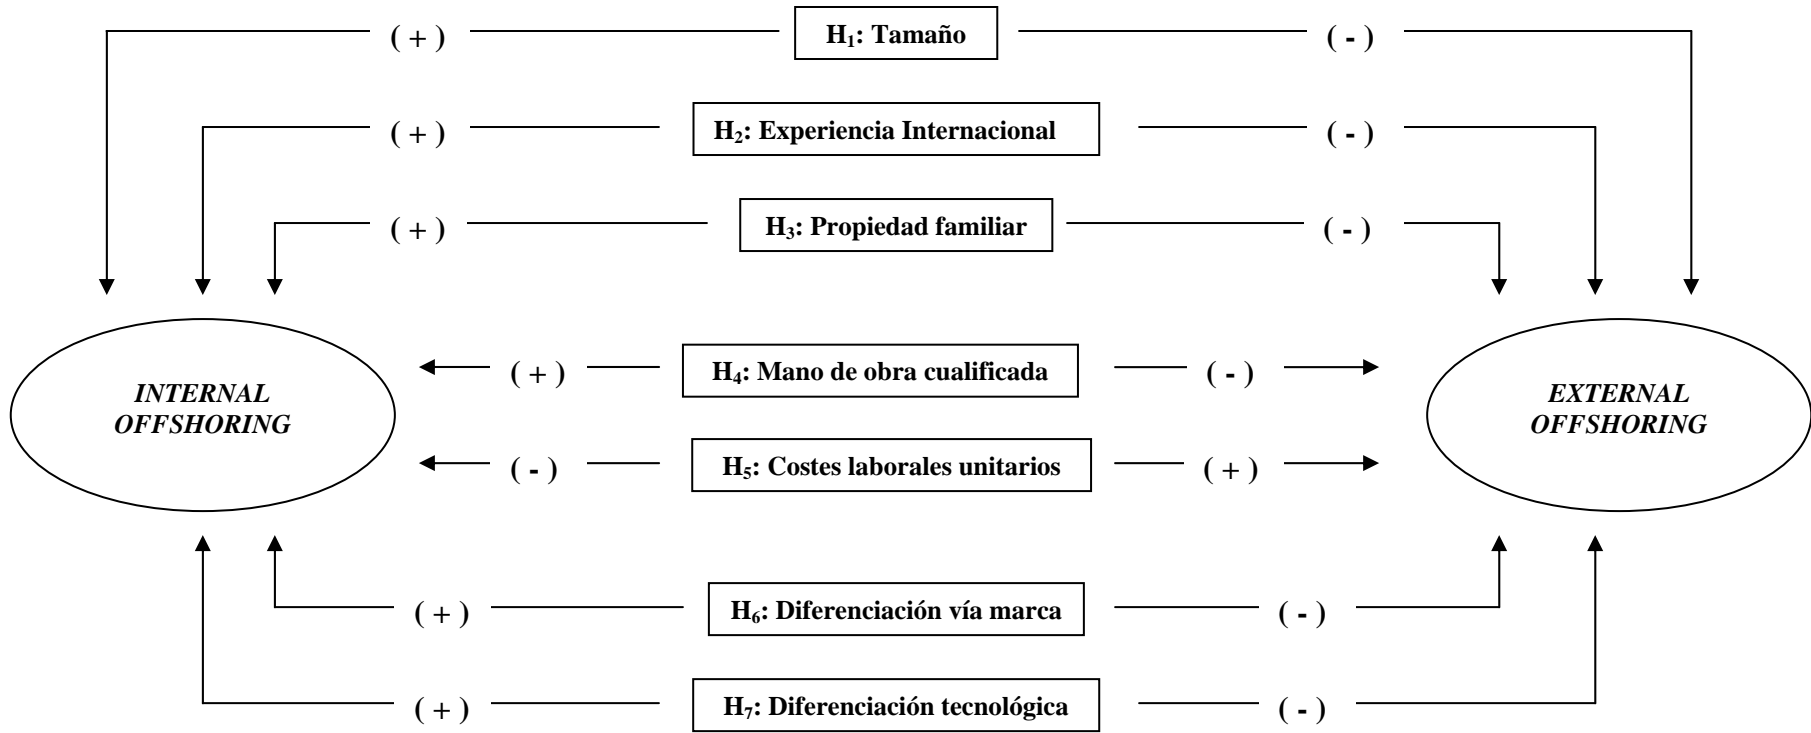 ( + ) H₁: Tamaño ( - )
( + ) H₂: Experiencia Internacional ( - )
( + ) H₃: Propiedad familiar ( - )
( + ) H₄: Mano de obra cualificada ( - )
INTERNAL
OFFSHORING
EXTERNAL
OFFSHORING
( - ) H₅: Costes laborales unitarios ( + )
( + ) H₆: Diferenciación vía marca ( - )
( + ) H₇: Diferenciación tecnológica ( - )